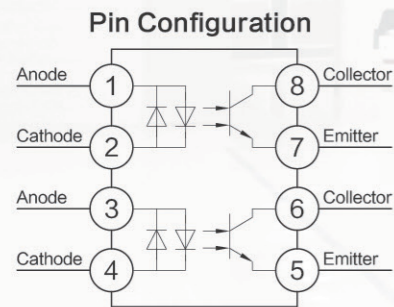 Pin Configuration
Anode 1 8 Collector
Cathode 2 7 Emitter
Anode 3 6 Collector
Cathode 4 5 Emitter